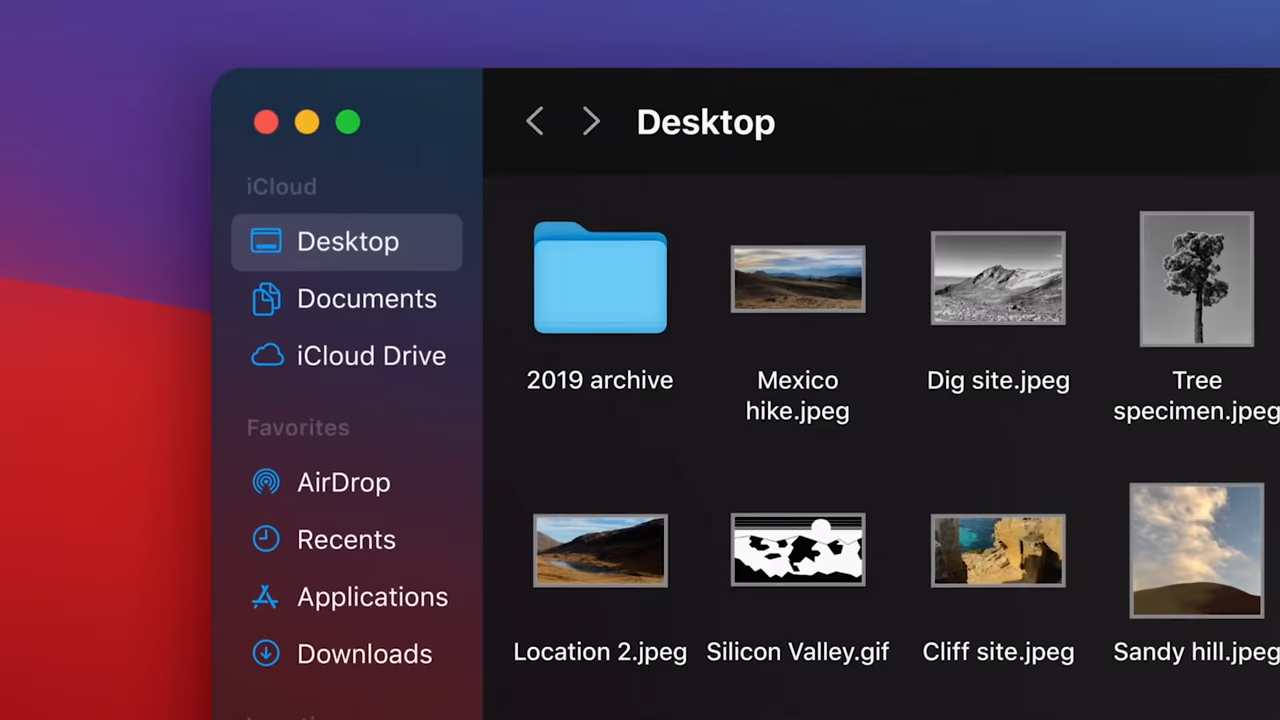 Desktop
iCloud
Desktop
Documents
iCloud Drive
Favorites
AirDrop
Recents
Applications
Downloads
2019 archive
Mexico
hike.jpeg
Dig site.jpeg
Tree
specimen.jpeg
Location 2.jpeg
Silicon Valley.gif
Cliff site.jpeg
Sandy hill.jpeg